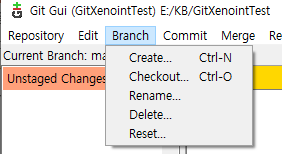 Git Gui (GitXenointTest) E:/KB/GitXenointTest
Repository Edit Branch Commit Merge
Current Branch: ma
Unstaged Changes
Create... Ctrl-N
Checkout... Ctrl-O
Rename...
Delete...
Reset...